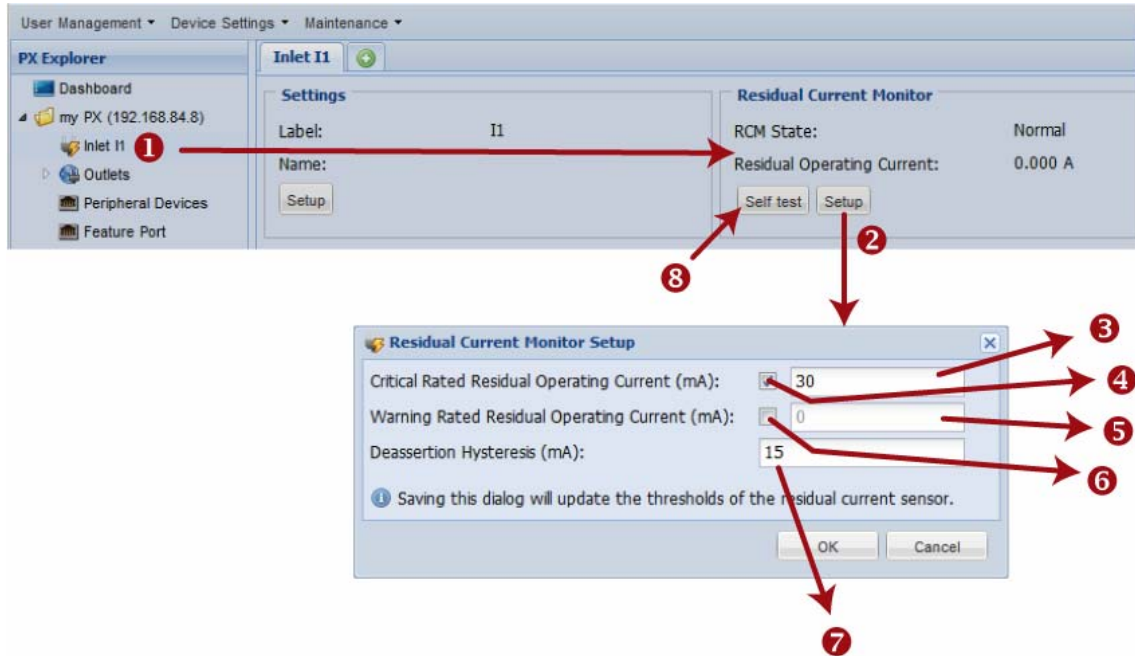 User Management Device Settings Maintenance
PX Explorer
Dashboard
my PX (192.168.84.8)
Inlet I1
Outlets
Peripheral Devices
Feature Port
Inlet I1
Settings
Label: I1
Name:
Setup
Residual Current Monitor
RCM State: Normal
Residual Operating Current: 0.000 A
Self test Setup
1
2
8
Residual Current Monitor Setup
Critical Rated Residual Operating Current (mA): 30
Warning Rated Residual Operating Current (mA): 0
Deassertion Hysteresis (mA): 15
Saving this dialog will update the thresholds of the residual current sensor.
OK Cancel
3
4
5
6
7